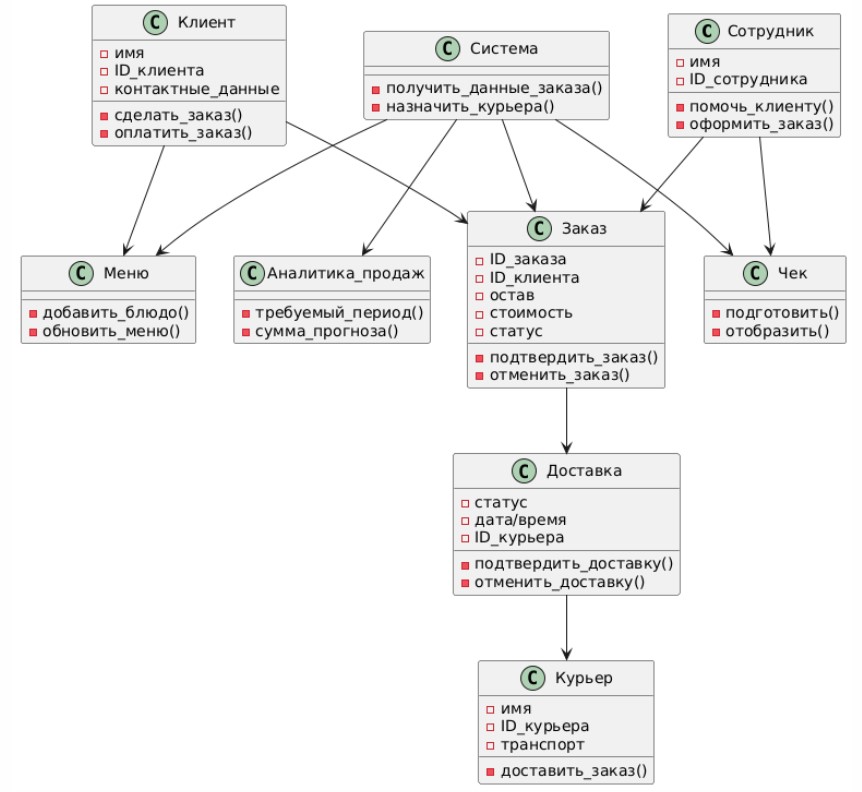 C Клиент
имя
ID_клиента
контактные_данные
сделать_заказ()
оплатить_заказ()
C Система
получить_данные_заказа()
назначить_курьера()
C Сотрудник
имя
ID_сотрудника
помочь_клиенту()
оформить_заказ()
C Меню
добавить_блюдо()
обновить_меню()
C Аналитика_продаж
требуемый_период()
сумма_прогноза()
C Заказ
ID_заказа
ID_клиента
остав
стоимость
статус
подтвердить_заказ()
отменить_заказ()
C Чек
подготовить()
отобразить()
C Доставка
статус
дата/время
ID_курьера
подтвердить_доставку()
отменить_доставку()
C Курьер
имя
ID_курьера
транспорт
доставить_заказ()